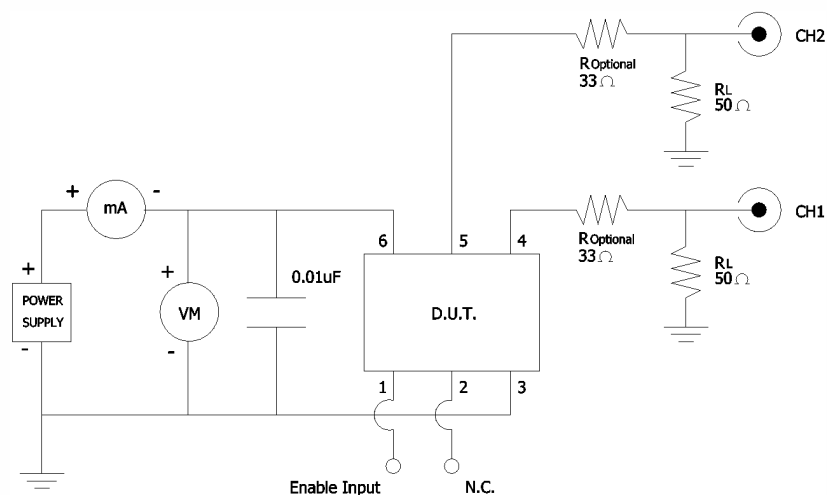 CH2
ROptional
33Ω
RL
50Ω
+
-
mA
CH1
6
5
4
ROptional
33Ω
RL
50Ω
+
+
0.01uF
POWER
SUPPLY
VM
D.U.T.
-
-
1
2
3
Enable Input
N.C.